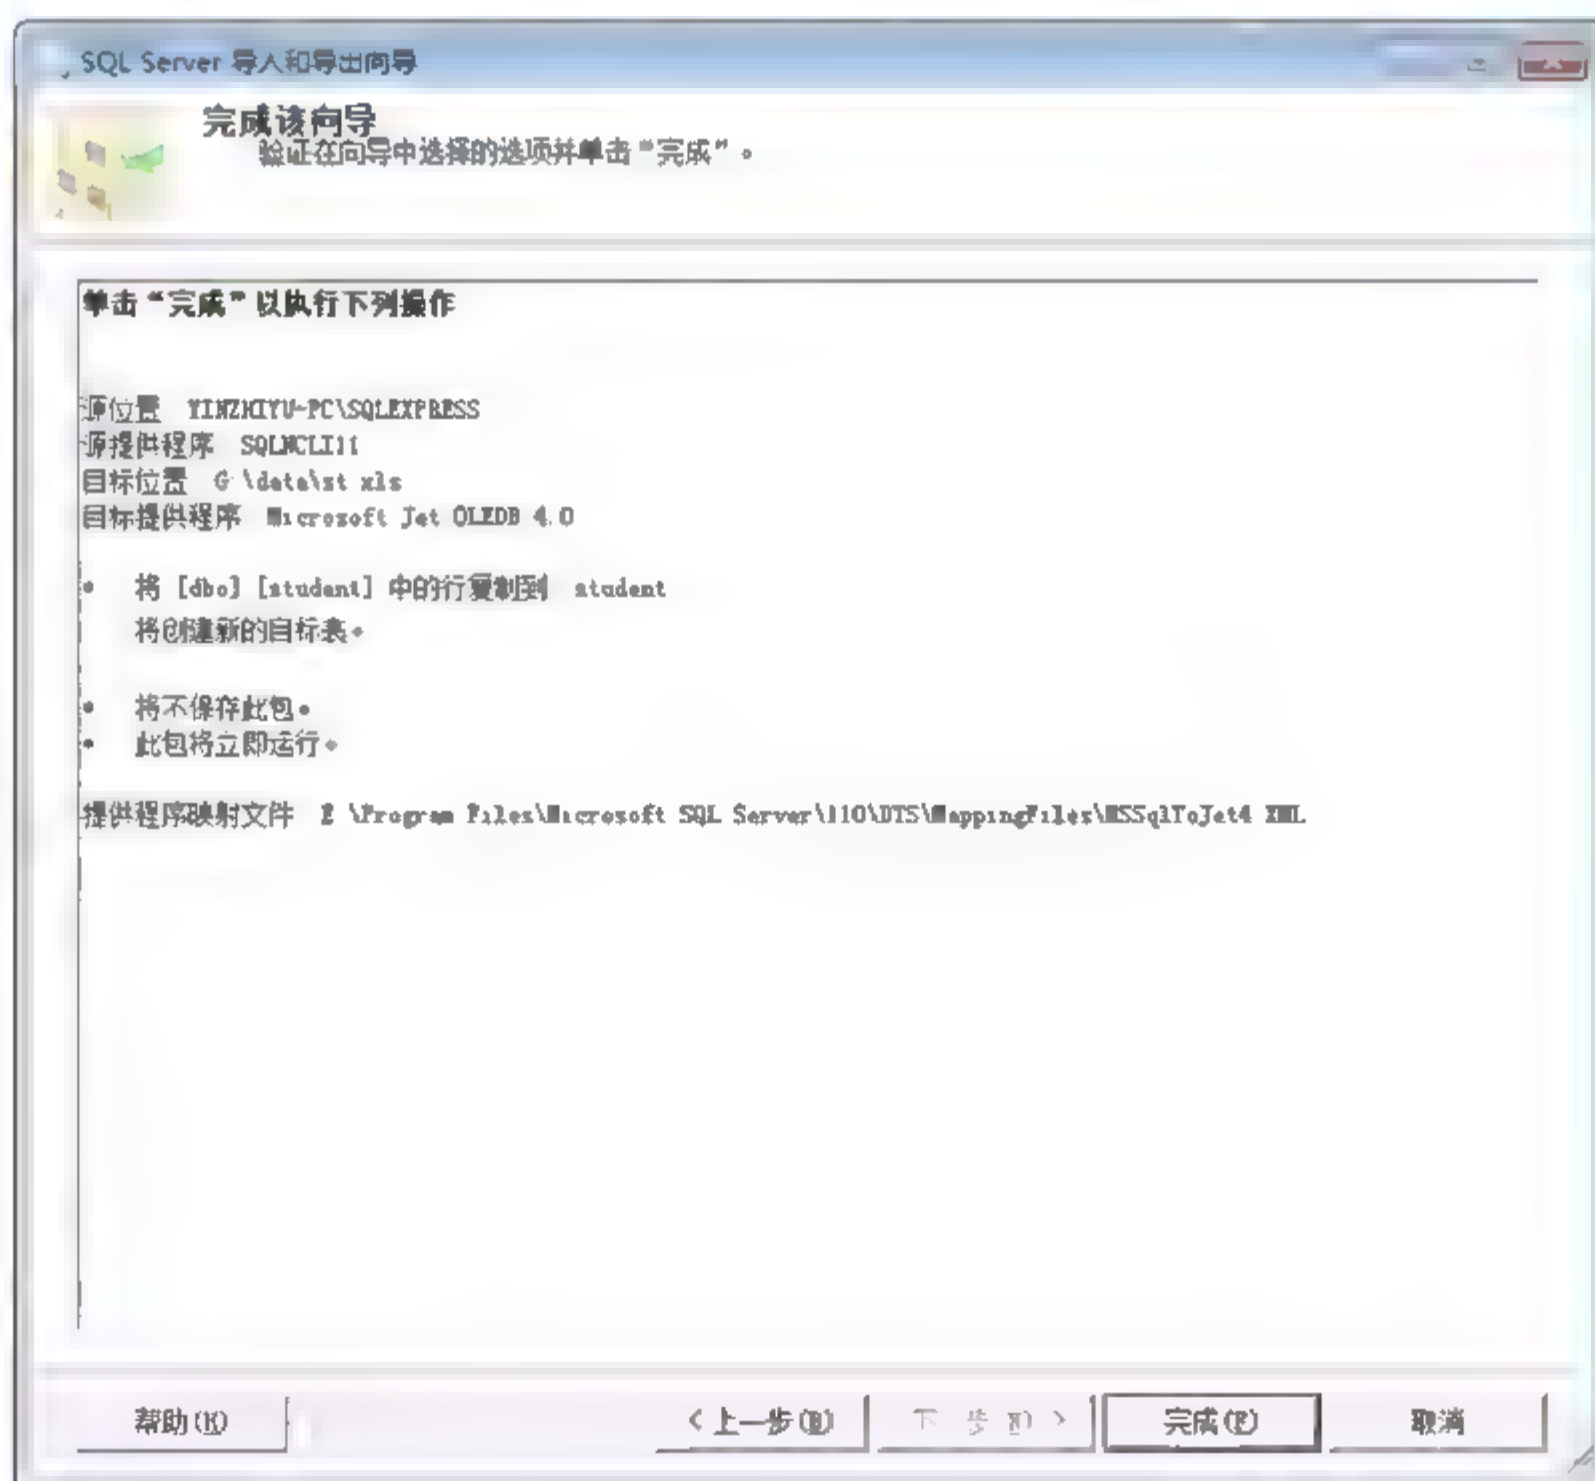 SQL Server 导入和导出向导
完成该向导
验证在向导中选择的选项并单击“完成”。
单击“完成”以执行下列操作
源位置 YINZHIYU-PC\SQLEXPRESS
源提供程序 SQLNCLI11
目标位置 G \data\st xls
目标提供程序 Microsoft Jet OLEDB 4.0
• 将 [dbo] [student] 中的行复制到 student
将创建新的目标表。
• 将不保存此包。
• 此包将立即运行。
提供程序映射文件 E \Program Files\Microsoft SQL Server\110\DTS\MappingFiles\MSSqlToJet4 XML
帮助(H) <上一步(B) 下 步 N) > 完成(F) 取消